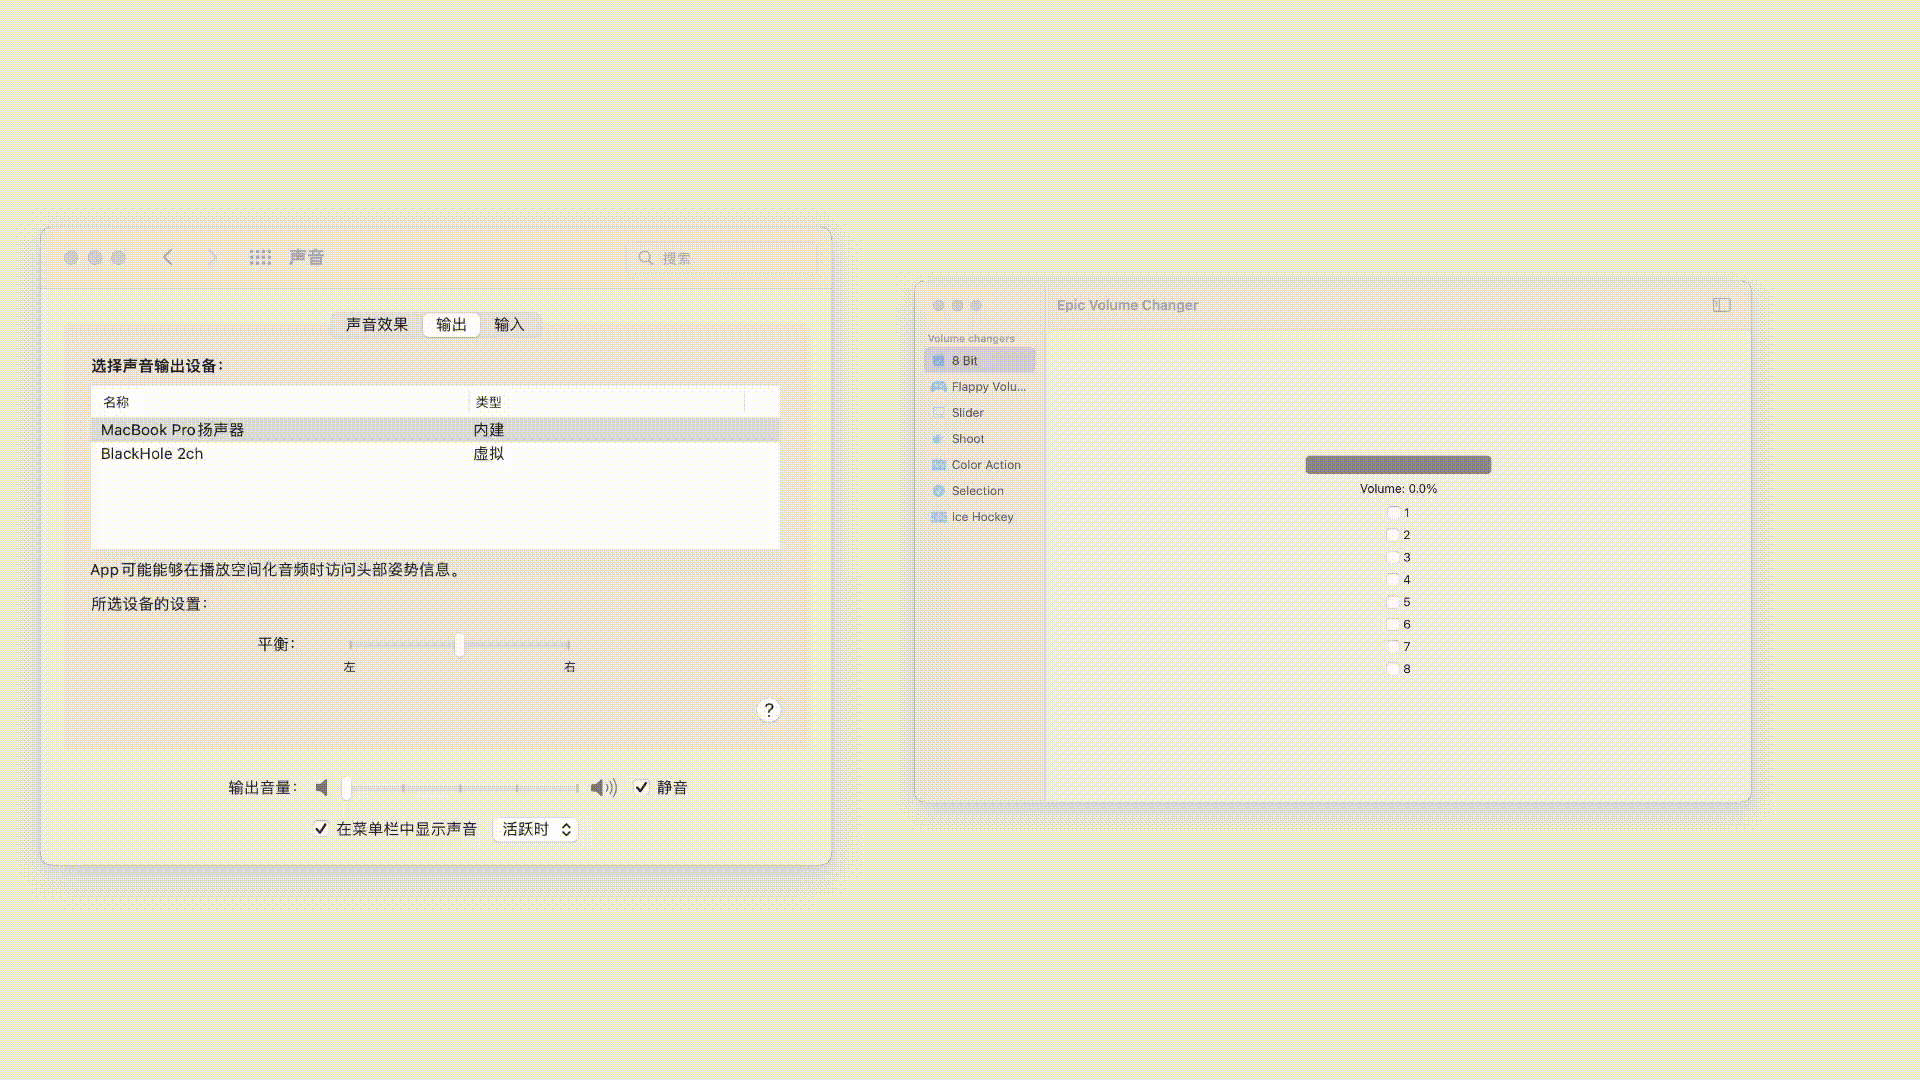 声音
搜索
声音效果 输出 输入
选择声音输出设备：
名称 类型
MacBook Pro扬声器 内建
BlackHole 2ch 虚拟
App可能能够在播放空间化音频时访问头部姿势信息。
所选设备的设置：
平衡：
左 右
?
输出音量： 静音
在菜单栏中显示声音 活跃时
Epic Volume Changer
Volume changers
8 Bit
Flappy Volu...
Slider
Shoot
Color Action
Selection
Ice Hockey
Volume: 0.0%
1
2
3
4
5
6
7
8